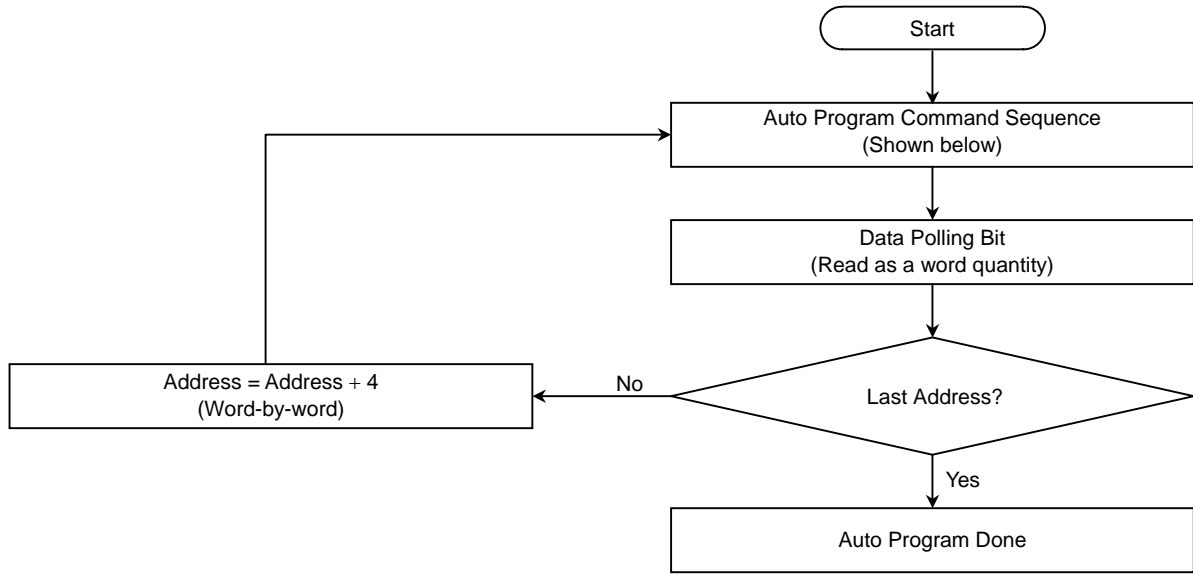 Start
Auto Program Command Sequence
(Shown below)
Data Polling Bit
(Read as a word quantity)
Last Address?
No
Address = Address + 4
(Word-by-word)
Yes
Auto Program Done